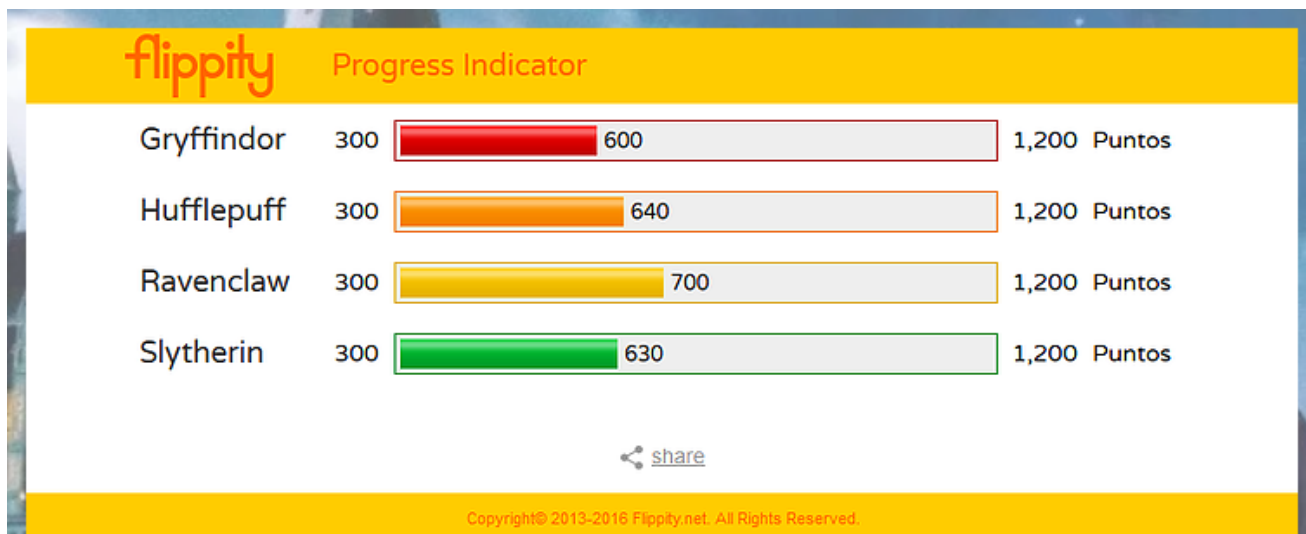 flippity Progress Indicator
Gryffindor 300 600 1,200 Puntos
Hufflepuff 300 640 1,200 Puntos
Ravenclaw 300 700 1,200 Puntos
Slytherin 300 630 1,200 Puntos
share
Copyright© 2013-2016 Flippity.net. All Rights Reserved.